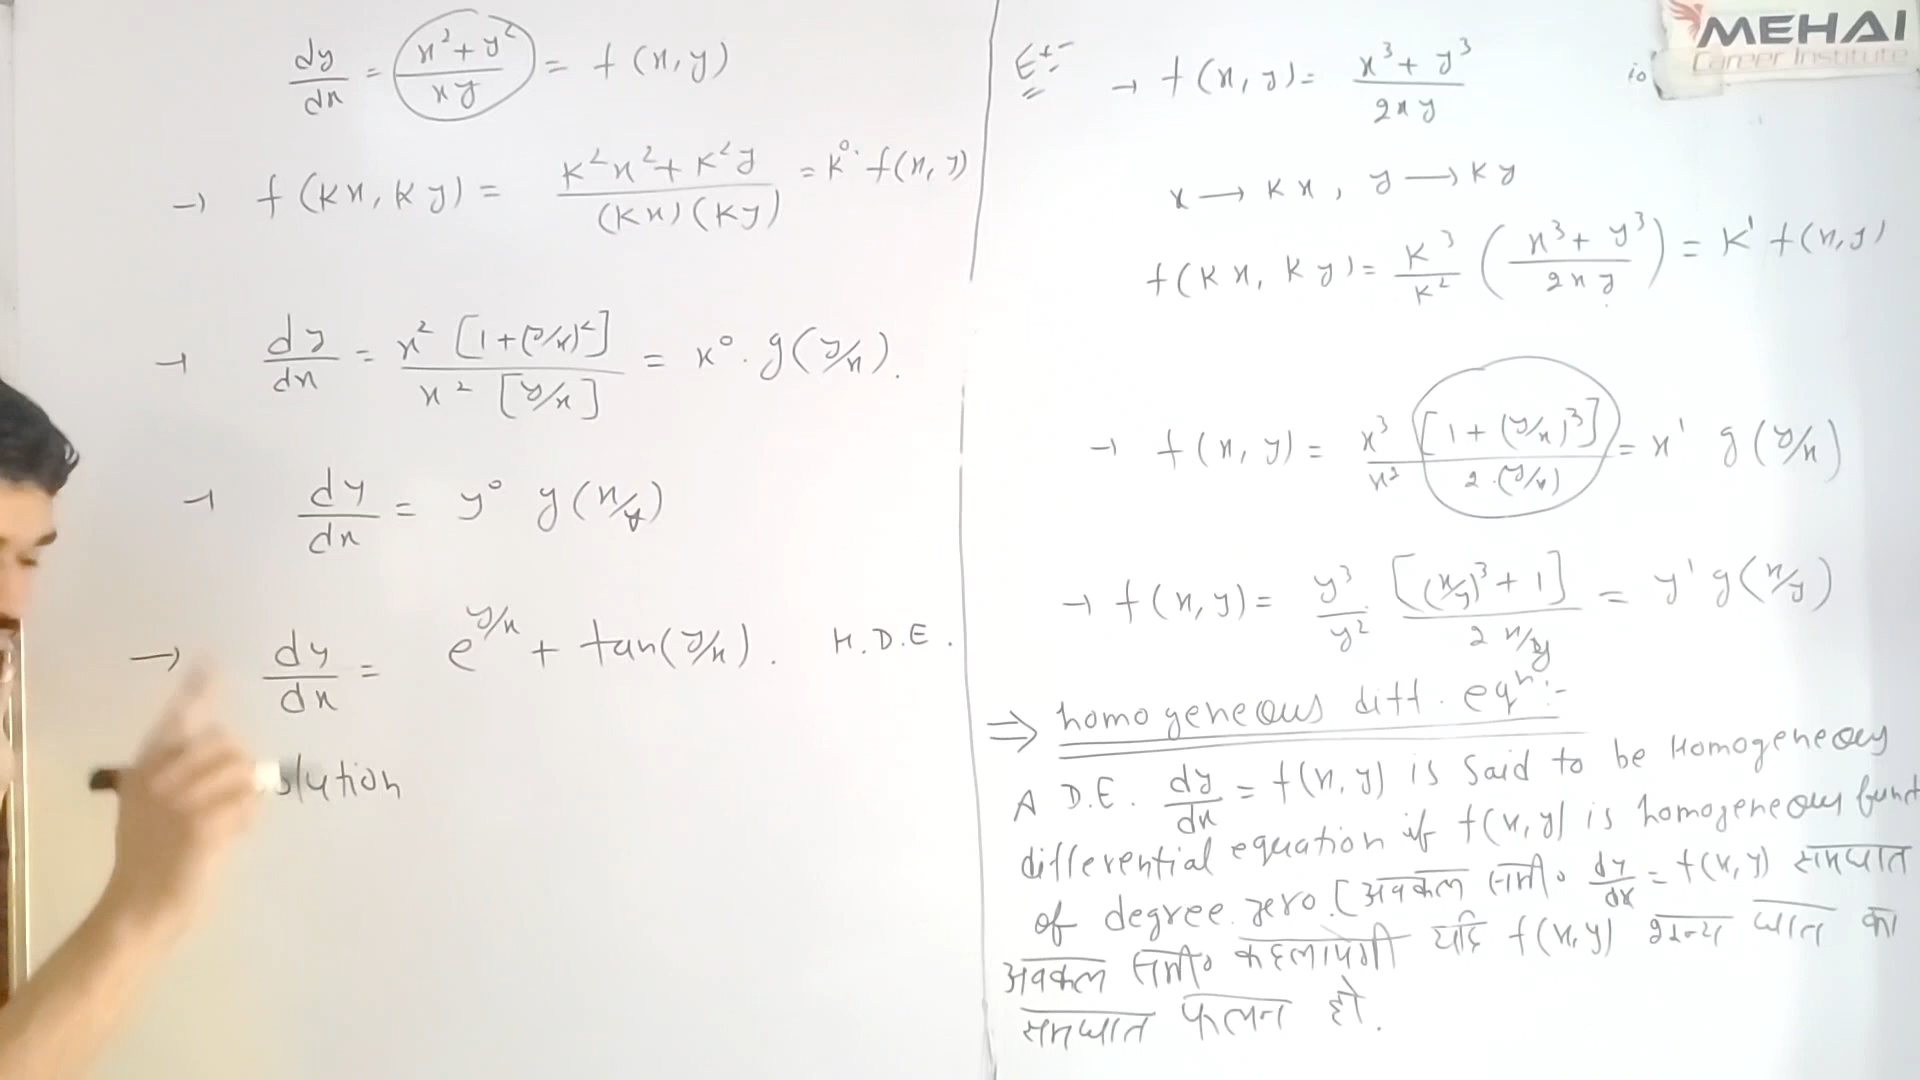 dy/dx = (x²+y²)/(xy) = f(x,y)
→ f(Kx, Ky) = (K²x²+K²y)/((Kx)(Ky)) = K⁰. f(x,y)
→ dy/dx = x²[1+(y/x)²]/x²[y/x] = x⁰. g(y/x).
→ dy/dx = y⁰ g(x/y)
→ dy/dx = e^(y/x) + tan(y/x). H.D.E.
olution
MEHAI
Career Institute
Ex:-
→ f(x,y) = (x³+y³)/(2xy)
x → Kx, y → Ky
f(Kx, Ky) = K³/K² ((x³+y³)/(2xy)) = K¹ f(x,y)
→ f(x,y) = x³/x² [1+(y/x)³]/2.(y/x) = x¹ g(y/x)
→ f(x,y) = y³/y² [(x/y)³+1]/2 x/y = y¹ g(x/y)
⇒ homogeneous diff. eqⁿ:-
A D.E. dy/dx = f(x,y) is said to be Homogeneous
differential equation if f(x,y) is homogeneous funct
of degree zero. [अवकल समी० dy/dx = f(x,y) समघात
अवकल समी० कहलायेगी यदि f(x,y) शून्य घात का
समघात फलन हो.